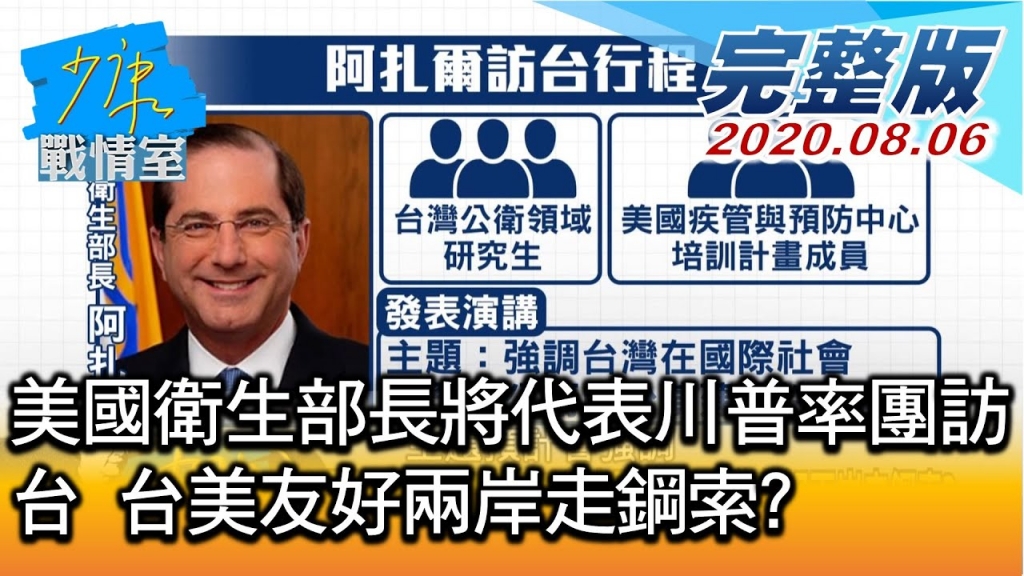 少康
戰情室
阿扎爾訪台行程
完整版
2020.08.06
衛生部長 阿扎
台灣公衛領域
研究生
美國疾管與預防中心
培訓計畫成員
發表演講
主題：強調台灣在國際社會
美國衛生部長將代表川普率團訪
台 台美友好兩岸走鋼索?